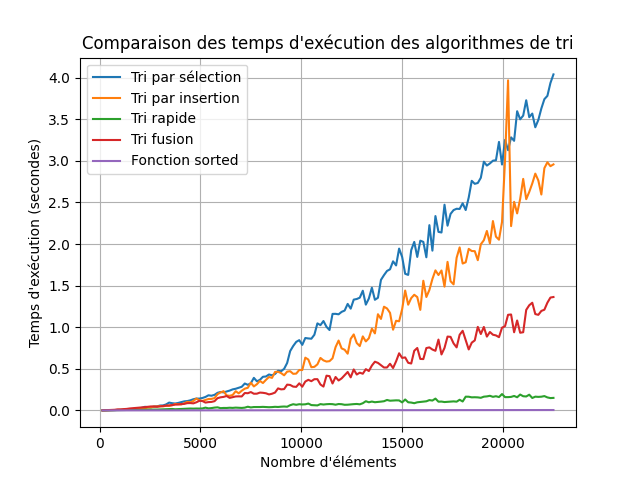 Comparaison des temps d'exécution des algorithmes de tri
Tri par sélection
Tri par insertion
Tri rapide
Tri fusion
Fonction sorted
Temps d'exécution (secondes)
4.0
3.5
3.0
2.5
2.0
1.5
1.0
0.5
0.0
0 5000 10000 15000 20000
Nombre d'éléments